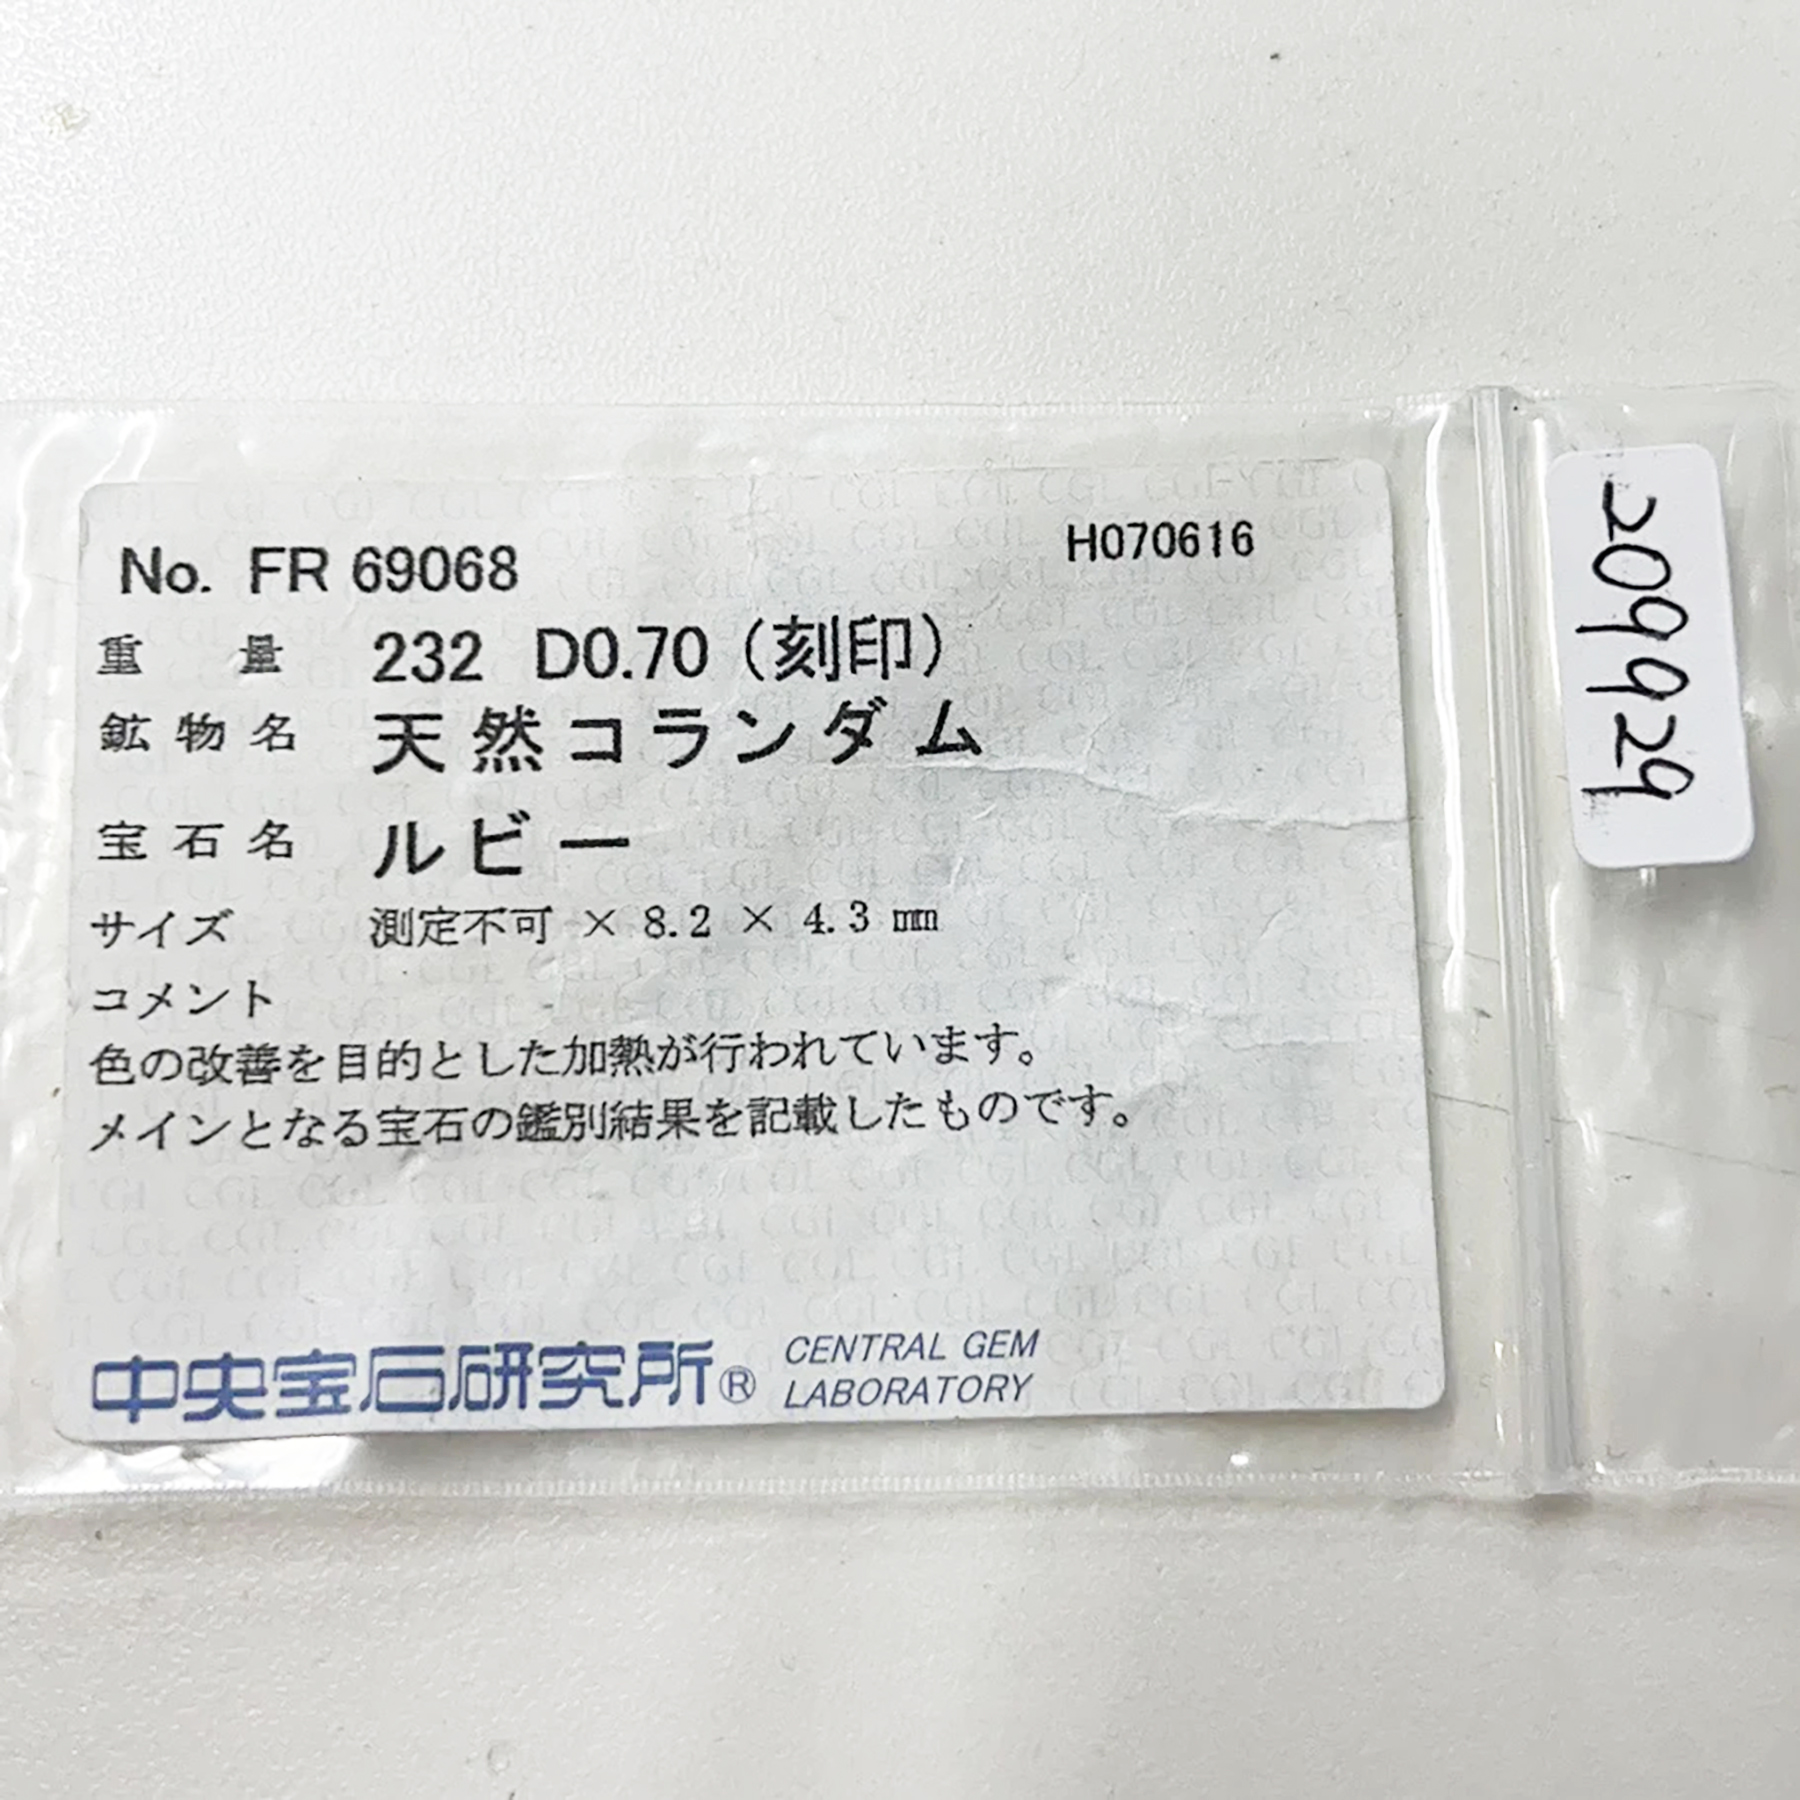 No. FR 69068
H070616
重量 232 D0.70（刻印）
鉱物名 天然コランダム
宝石名 ルビー
サイズ 測定不可 × 8.2 × 4.3 mm
コメント
色の改善を目的とした加熱が行われています。
メインとなる宝石の鑑別結果を記載したものです。
中央宝石研究所® CENTRAL GEM
LABORATORY
209929